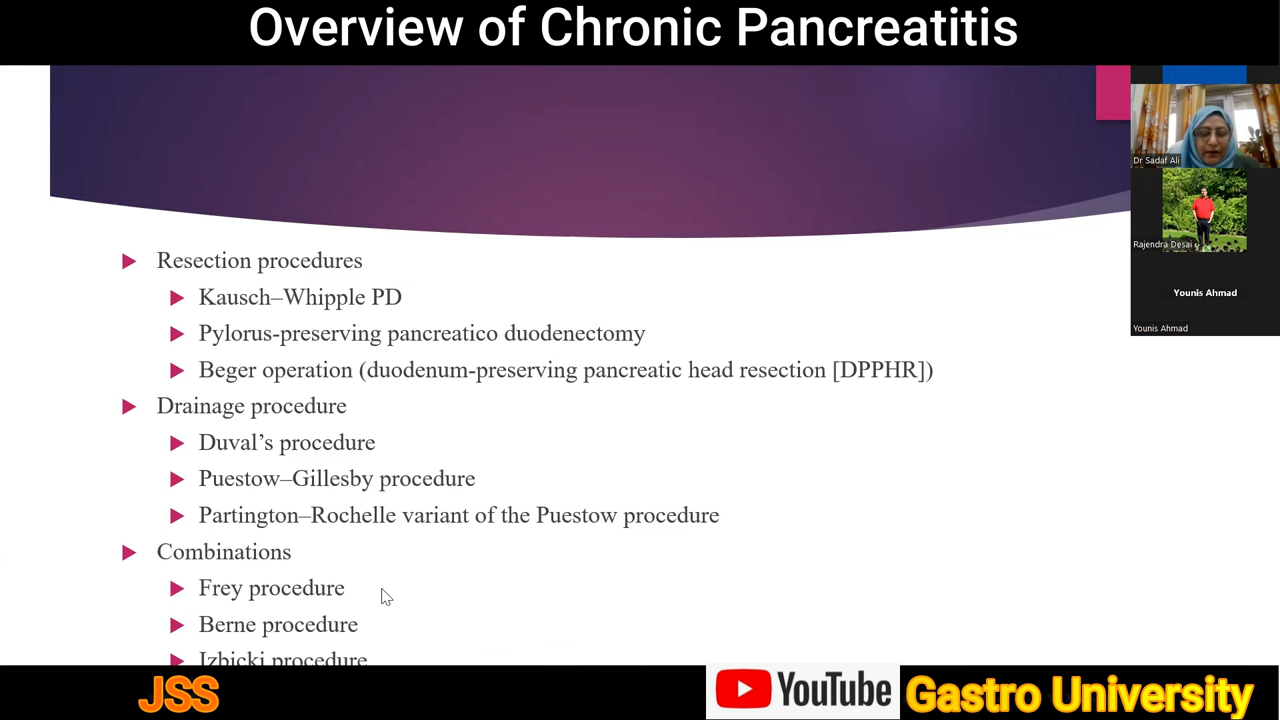 Overview of Chronic Pancreatitis
Dr Sadaf Ali
Rajendra Desai
Younis Ahmad
Younis Ahmad
Resection procedures
Kausch–Whipple PD
Pylorus-preserving pancreatico duodenectomy
Beger operation (duodenum-preserving pancreatic head resection [DPPHR])
Drainage procedure
Duval’s procedure
Puestow–Gillesby procedure
Partington–Rochelle variant of the Puestow procedure
Combinations
Frey procedure
Berne procedure
Izbicki procedure
JSS
YouTube
Gastro University